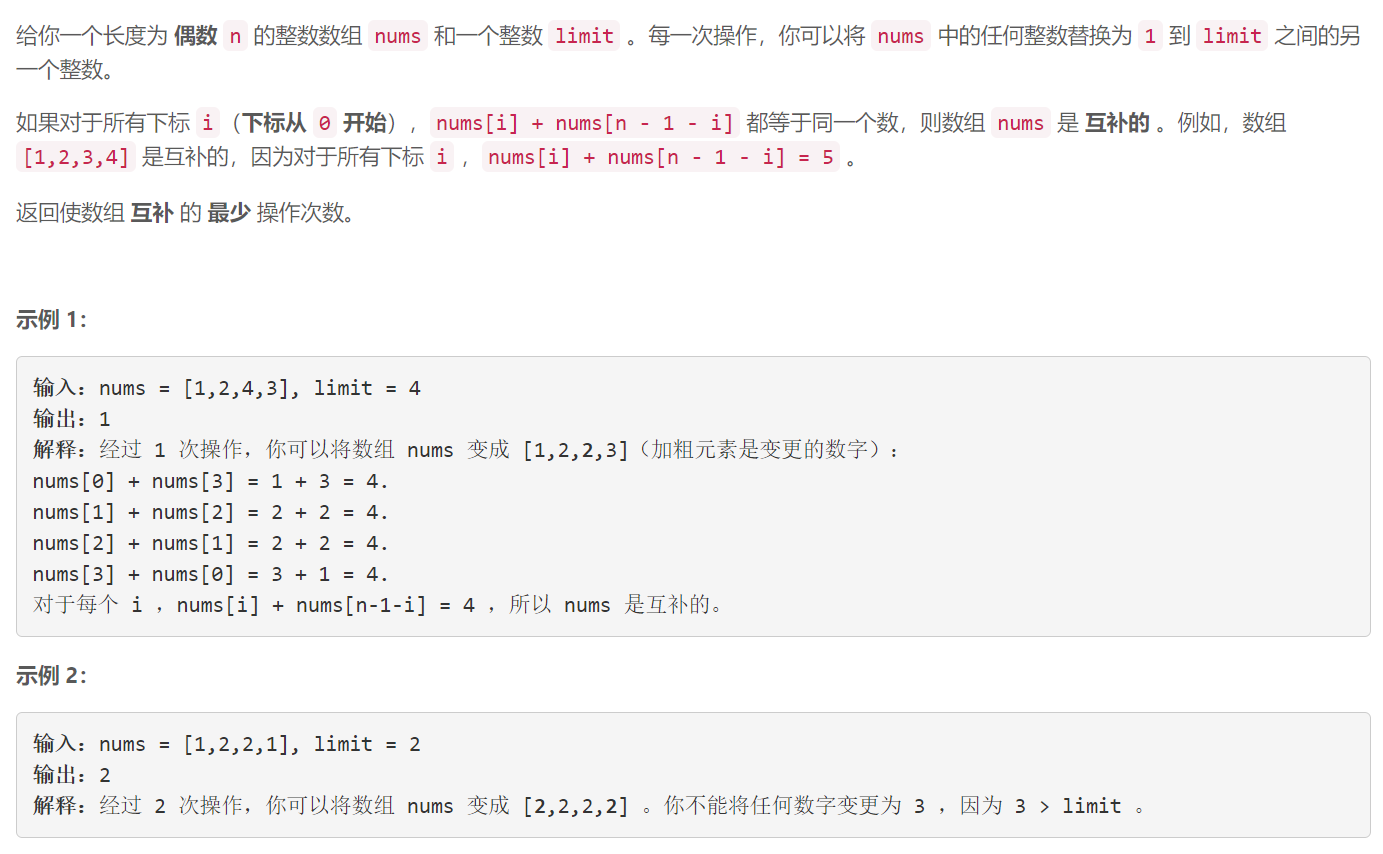 给你一个长度为 偶数 n 的整数数组 nums 和一个整数 limit 。每一次操作，你可以将 nums 中的任何整数替换为 1 到 limit 之间的另
一个整数。
如果对于所有下标 i（下标从 0 开始），nums[i] + nums[n - 1 - i] 都等于同一个数，则数组 nums 是 互补的 。例如，数组
[1,2,3,4] 是互补的，因为对于所有下标 i ，nums[i] + nums[n - 1 - i] = 5 。
返回使数组 互补 的 最少 操作次数。
示例 1：
输入：nums = [1,2,4,3], limit = 4
输出：1
解释：经过 1 次操作，你可以将数组 nums 变成 [1,2,2,3]（加粗元素是变更的数字）：
nums[0] + nums[3] = 1 + 3 = 4.
nums[1] + nums[2] = 2 + 2 = 4.
nums[2] + nums[1] = 2 + 2 = 4.
nums[3] + nums[0] = 3 + 1 = 4.
对于每个 i ，nums[i] + nums[n-1-i] = 4 ，所以 nums 是互补的。
示例 2：
输入：nums = [1,2,2,1], limit = 2
输出：2
解释：经过 2 次操作，你可以将数组 nums 变成 [2,2,2,2] 。你不能将任何数字变更为 3 ，因为 3 > limit 。